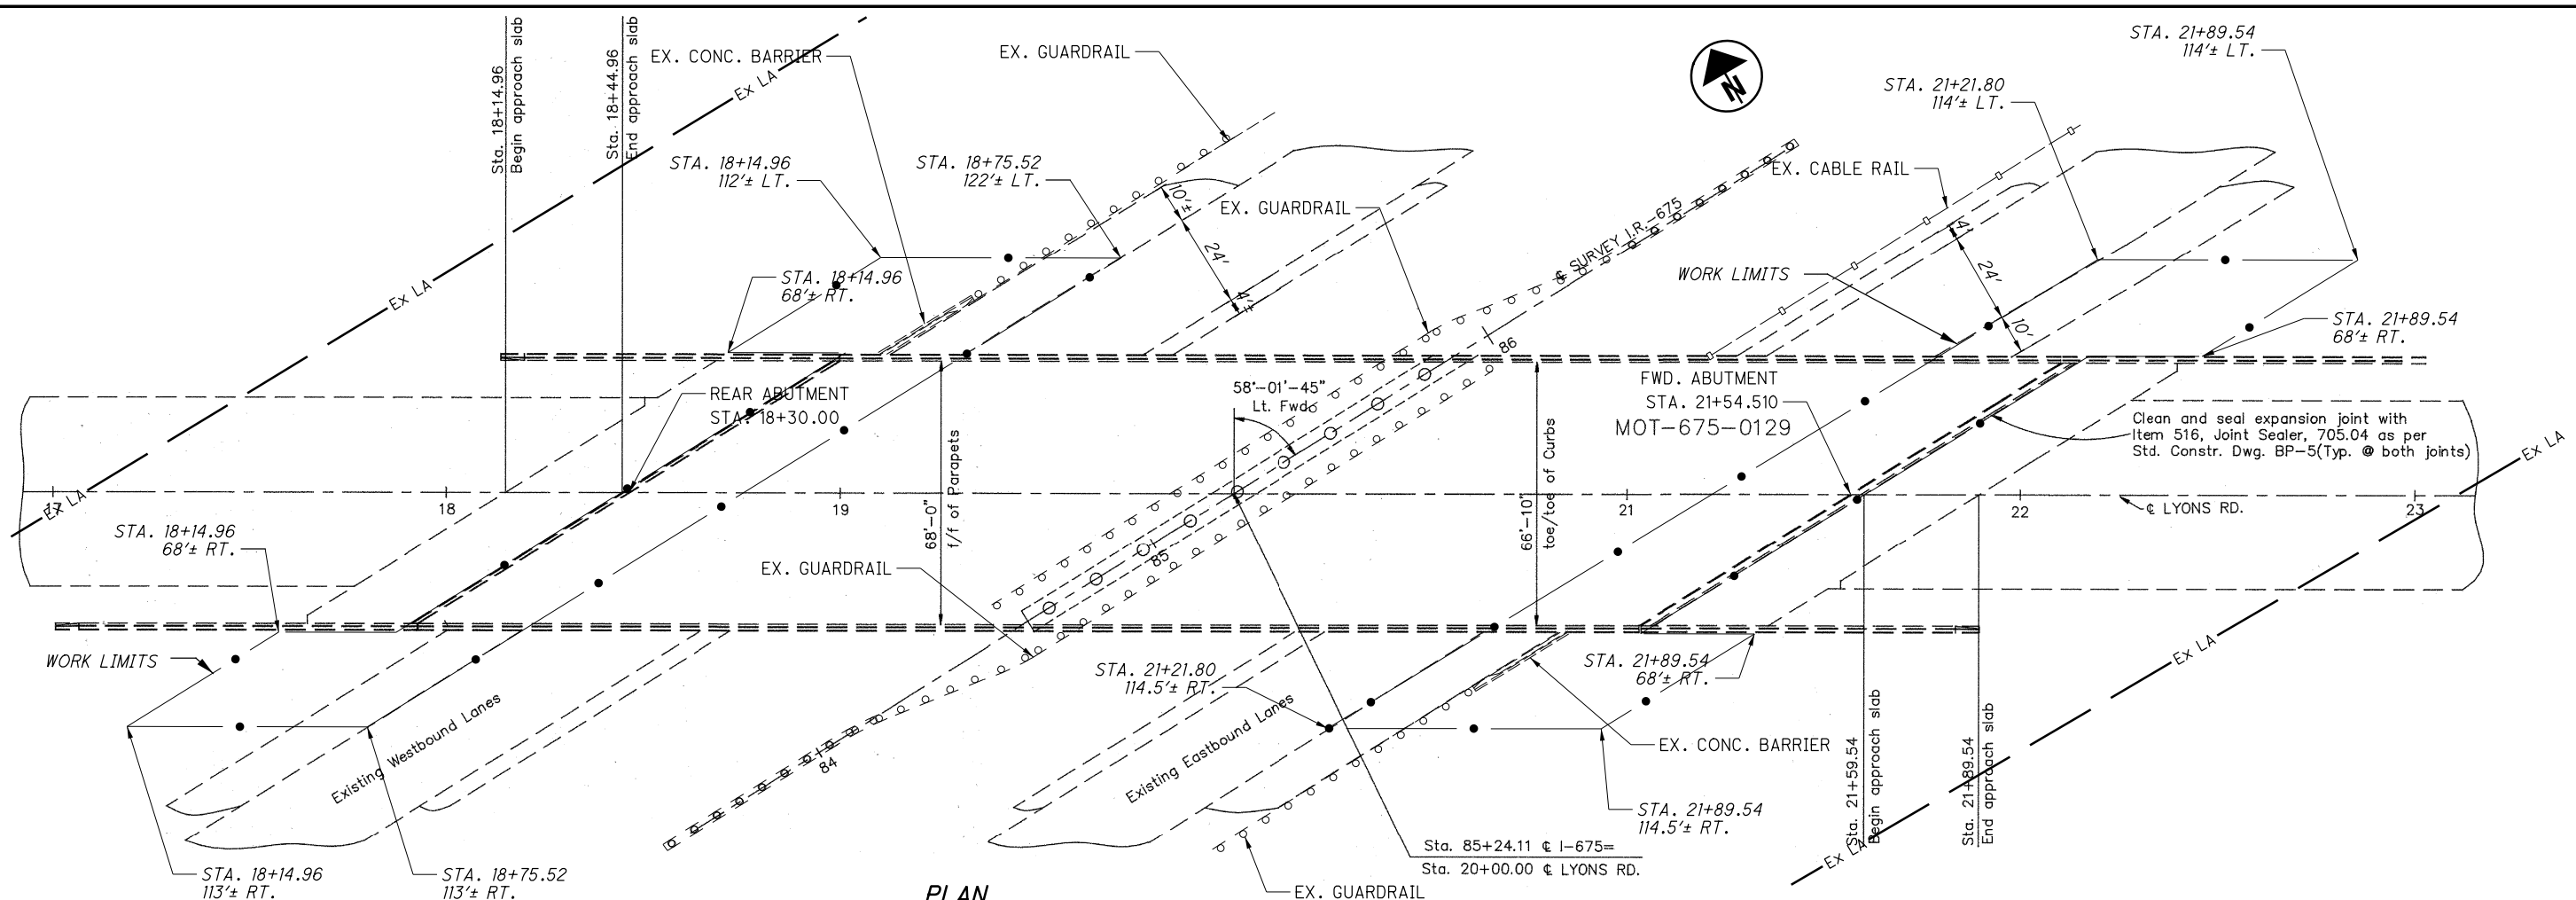 Sta. 18+14.96
Begin approach slab
Sta. 18+44.96
End approach slab
EX. CONC. BARRIER
EX. GUARDRAIL
N
STA. 21+89.54
114'± LT.
STA. 21+21.80
114'± LT.
Ex LA
STA. 18+14.96
112'± LT.
STA. 18+75.52
122'± LT.
10'±
24'
4'±
EX. GUARDRAIL
EX. CABLE RAIL
4'
24'
10'
℄ SURVEY I.R.-675
WORK LIMITS
Ex LA
STA. 18+14.96
68'± RT.
STA. 21+89.54
68'± RT.
86
REAR ABUTMENT
STA. 18+30.00
58°-01'-45"
Lt. Fwd.
FWD. ABUTMENT
STA. 21+54.510
MOT-675-0129
Clean and seal expansion joint with
Item 516, Joint Sealer, 705.04 as per
Std. Constr. Dwg. BP-5(Typ. @ both joints)
68'-0"
f/f of Parapets
66'-10"
toe/toe of Curbs
Ex LA
Ex LA
17
18
19
21
22
23
℄ LYONS RD.
STA. 18+14.96
68'± RT.
85
EX. GUARDRAIL
WORK LIMITS
STA. 21+21.80
114.5'± RT.
STA. 21+89.54
68'± RT.
Ex LA
Existing Westbound Lanes
Existing Eastbound Lanes
84
EX. CONC. BARRIER
Sta. 21+59.54
Begin approach slab
Sta. 21+89.54
End approach slab
STA. 21+89.54
114.5'± RT.
Ex LA
Sta. 85+24.11 ℄ I-675=
Sta. 20+00.00 ℄ LYONS RD.
STA. 18+14.96
113'± RT.
STA. 18+75.52
113'± RT.
PLAN
EX. GUARDRAIL